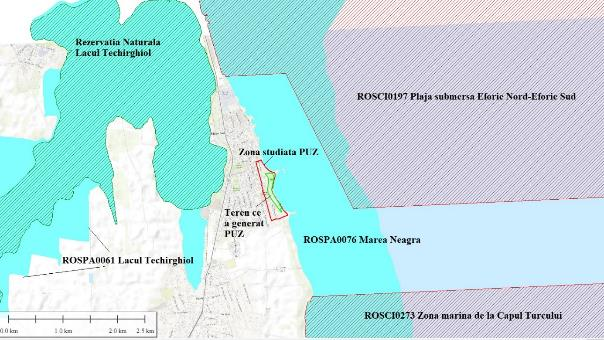 Rezervatia Naturala
Lacul Techirghiol
ROSCI0197 Plaja submersa Eforie Nord-Eforie Sud
Zona studiata PUZ
Teren ce
a generat
PUZ
ROSPA0076 Marea Neagra
ROSPA0061 Lacul Techirghiol
ROSCI0273 Zona marina de la Capul Turcului
0.0 km 1.0 km 2.0 km 2.5 km